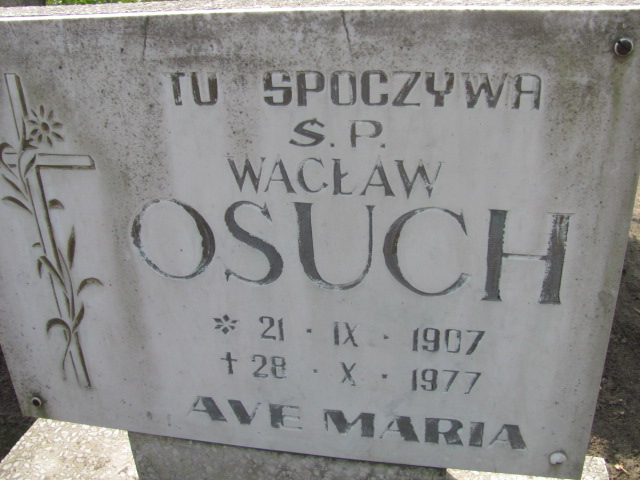 TU SPOCZYWA
Ś.P.
WACŁAW
OSUCH
* 21 · IX · 1907
+ 28 · X · 1977
AVE MARIA